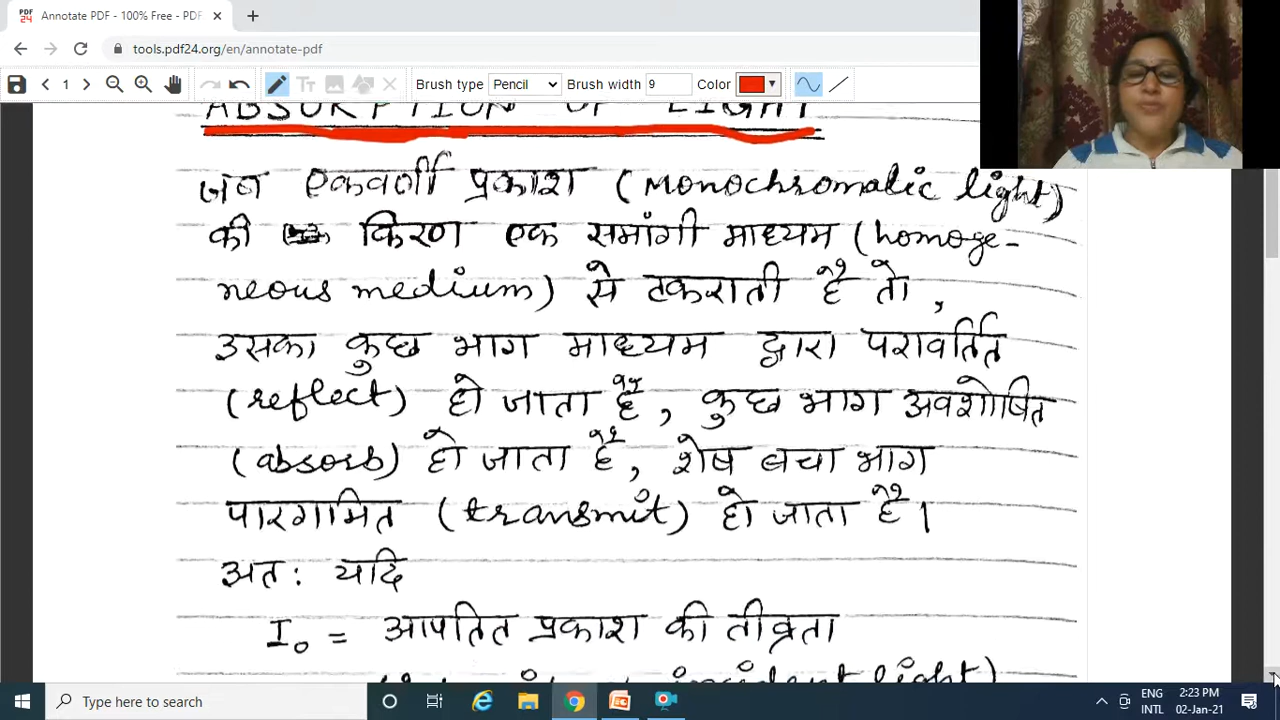 Annotate PDF - 100% Free - PDF
tools.pdf24.org/en/annotate-pdf
1 Brush type Pencil Brush width 9 Color
ABSORPTION OF LIGHT
जब एकवर्णी प्रकाश (Monochromatic light)
की किरण एक समांगी माध्यम (homoge-
neous medium) से टकराती है तो ,
उसका कुछ भाग माध्यम द्वारा परावर्तित
(reflect) हो जाता है, कुछ भाग अवशोषित
(absorb) हो जाता है, शेष बचा भाग
पारगमित (transmit) हो जाता है।
अत: यदि
I₀ = आपतित प्रकाश की तीव्रता
incident light)
Type here to search
ENG 2:23 PM
INTL 02-Jan-21